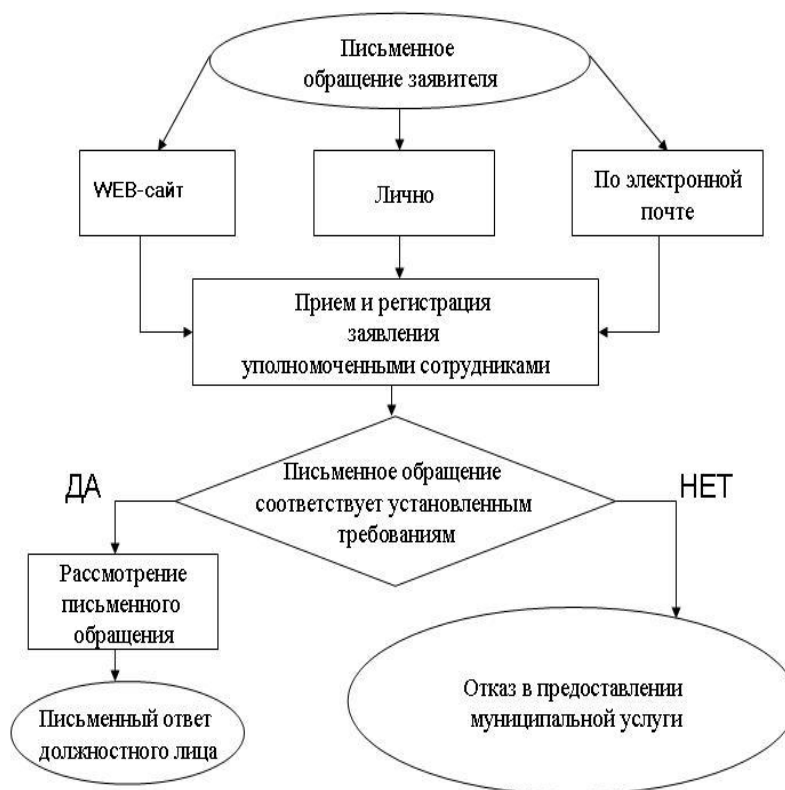 Письменное
обращение заявителя
WEB-сайт
Лично
По электронной
почте
Прием и регистрация
заявления
уполномоченными сотрудниками
Письменное обращение
соответствует установленным
требованиям
ДА
НЕТ
Рассмотрение
письменного
обращения
Письменный ответ
должностного лица
Отказ в предоставлении
муниципальной услуги